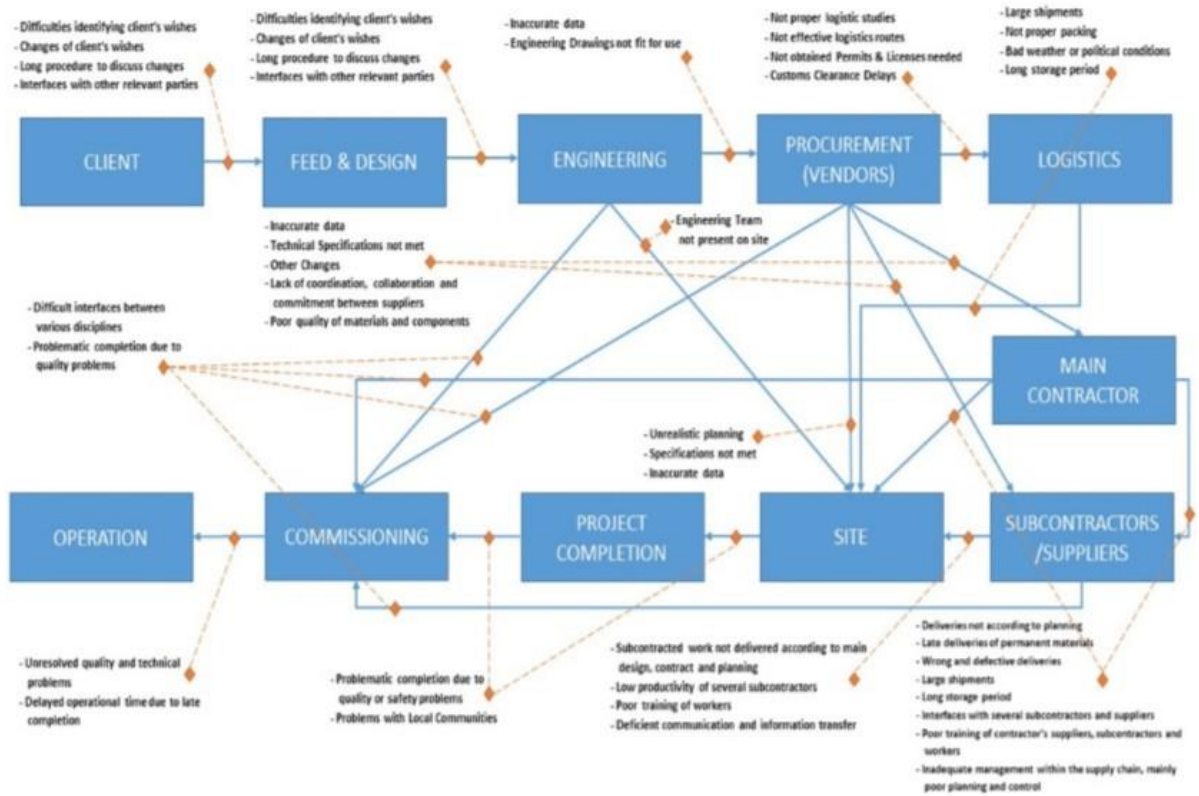 - Difficulties identifying client's wishes
- Changes of client's wishes
- Long procedure to discuss changes
- Interfaces with other relevant parties
- Difficulties identifying client's wishes
- Changes of client's wishes
- Long procedure to discuss changes
- Interfaces with other relevant parties
- Inaccurate data
- Engineering Drawings not fit for use
- Not proper logistic studies
- Not effective logistics routes
- Not obtained Permits & Licenses needed
- Customs Clearance Delays
- Large shipments
- Not proper packing
- Bad weather or political conditions
- Long storage period
CLIENT
FEED & DESIGN
ENGINEERING
PROCUREMENT
(VENDORS)
LOGISTICS
- Inaccurate data
- Technical Specifications not met
- Other Changes
- Lack of coordination, collaboration and
commitment between suppliers
- Poor quality of materials and components
- Engineering Team
not present on site
- Difficult interfaces between
various disciplines
- Problematic completion due to
quality problems
MAIN
CONTRACTOR
- Unrealistic planning
- Specifications not met
- Inaccurate data
OPERATION
COMMISSIONING
PROJECT
COMPLETION
SITE
SUBCONTRACTORS
/SUPPLIERS
- Unresolved quality and technical
problems
- Delayed operational time due to late
completion
- Problematic completion due to
quality or safety problems
- Problems with Local Communities
- Subcontracted work not delivered according to main
design, contract and planning
- Low productivity of several subcontractors
- Poor training of workers
- Deficient communication and information transfer
- Deliveries not according to planning
- Late deliveries of permanent materials
- Wrong and defective deliveries
- Large shipments
- Long storage period
- Interfaces with several subcontractors and suppliers
- Poor training of contractor's suppliers, subcontractors and
workers
- Inadequate management within the supply chain, mainly
poor planning and control